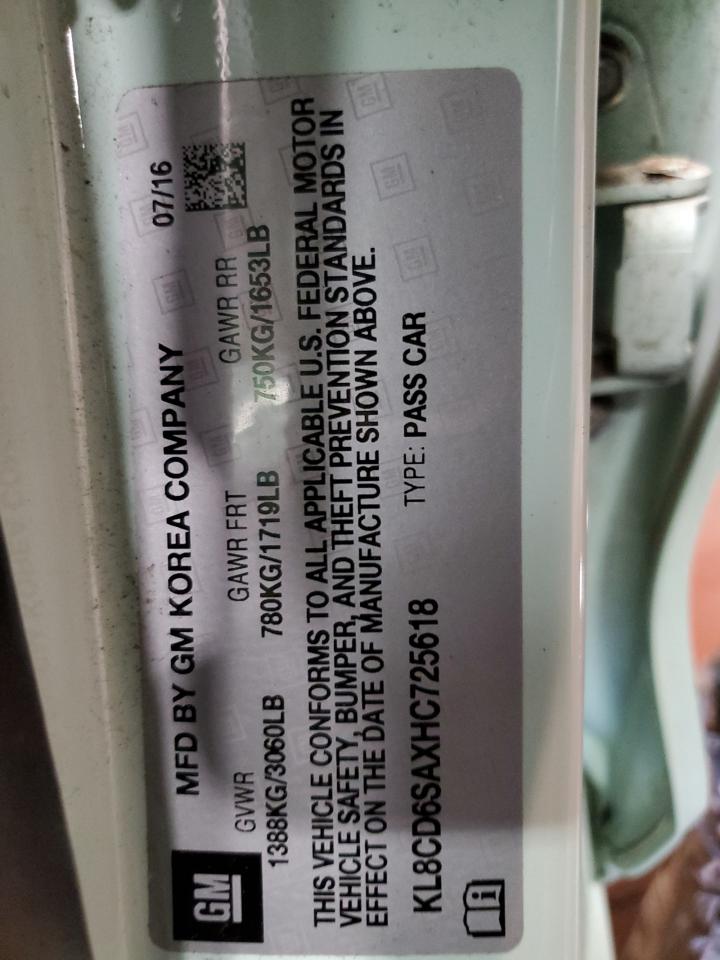 GM
MFD BY GM KOREA COMPANY 07/16
GVWR GAWR FRT GAWR RR
1388KG/3060LB 780KG/1719LB 750KG/1653LB
THIS VEHICLE CONFORMS TO ALL APPLICABLE U.S. FEDERAL MOTOR
VEHICLE SAFETY, BUMPER, AND THEFT PREVENTION STANDARDS IN
EFFECT ON THE DATE OF MANUFACTURE SHOWN ABOVE.
KL8CD6SAXHC725618 TYPE: PASS CAR